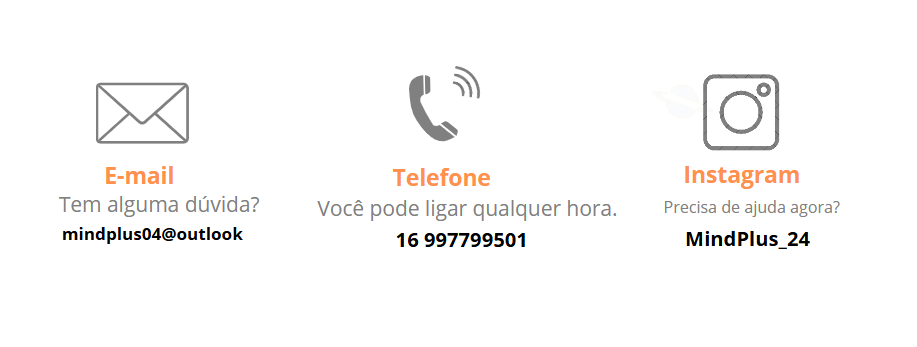 E-mail
Tem alguma dúvida?
mindplus04@outlook
Telefone
Você pode ligar qualquer hora.
16 997799501
Instagram
Precisa de ajuda agora?
MindPlus_24